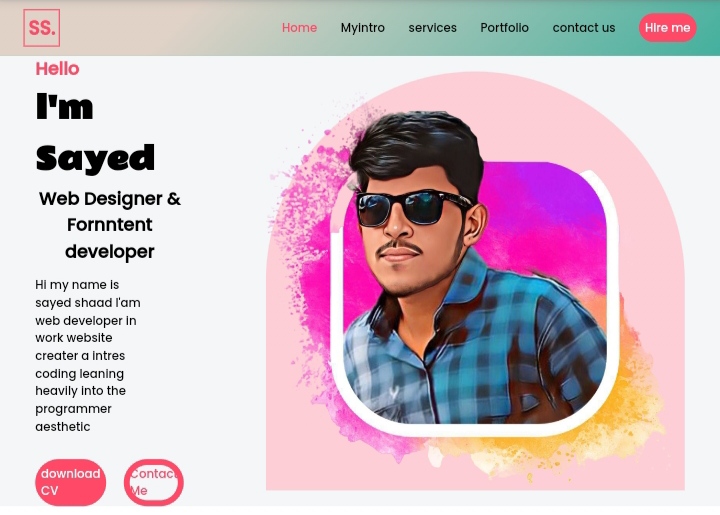 SS.
Home Myintro services Portfolio contact us Hire me
Hello
I'm
Sayed
Web Designer &
Fornntent
developer
Hi my name is
sayed shaad I'am
web developer in
work website
creater a intres
coding leaning
heavily into the
programmer
aesthetic
download
CV
Contact
Me